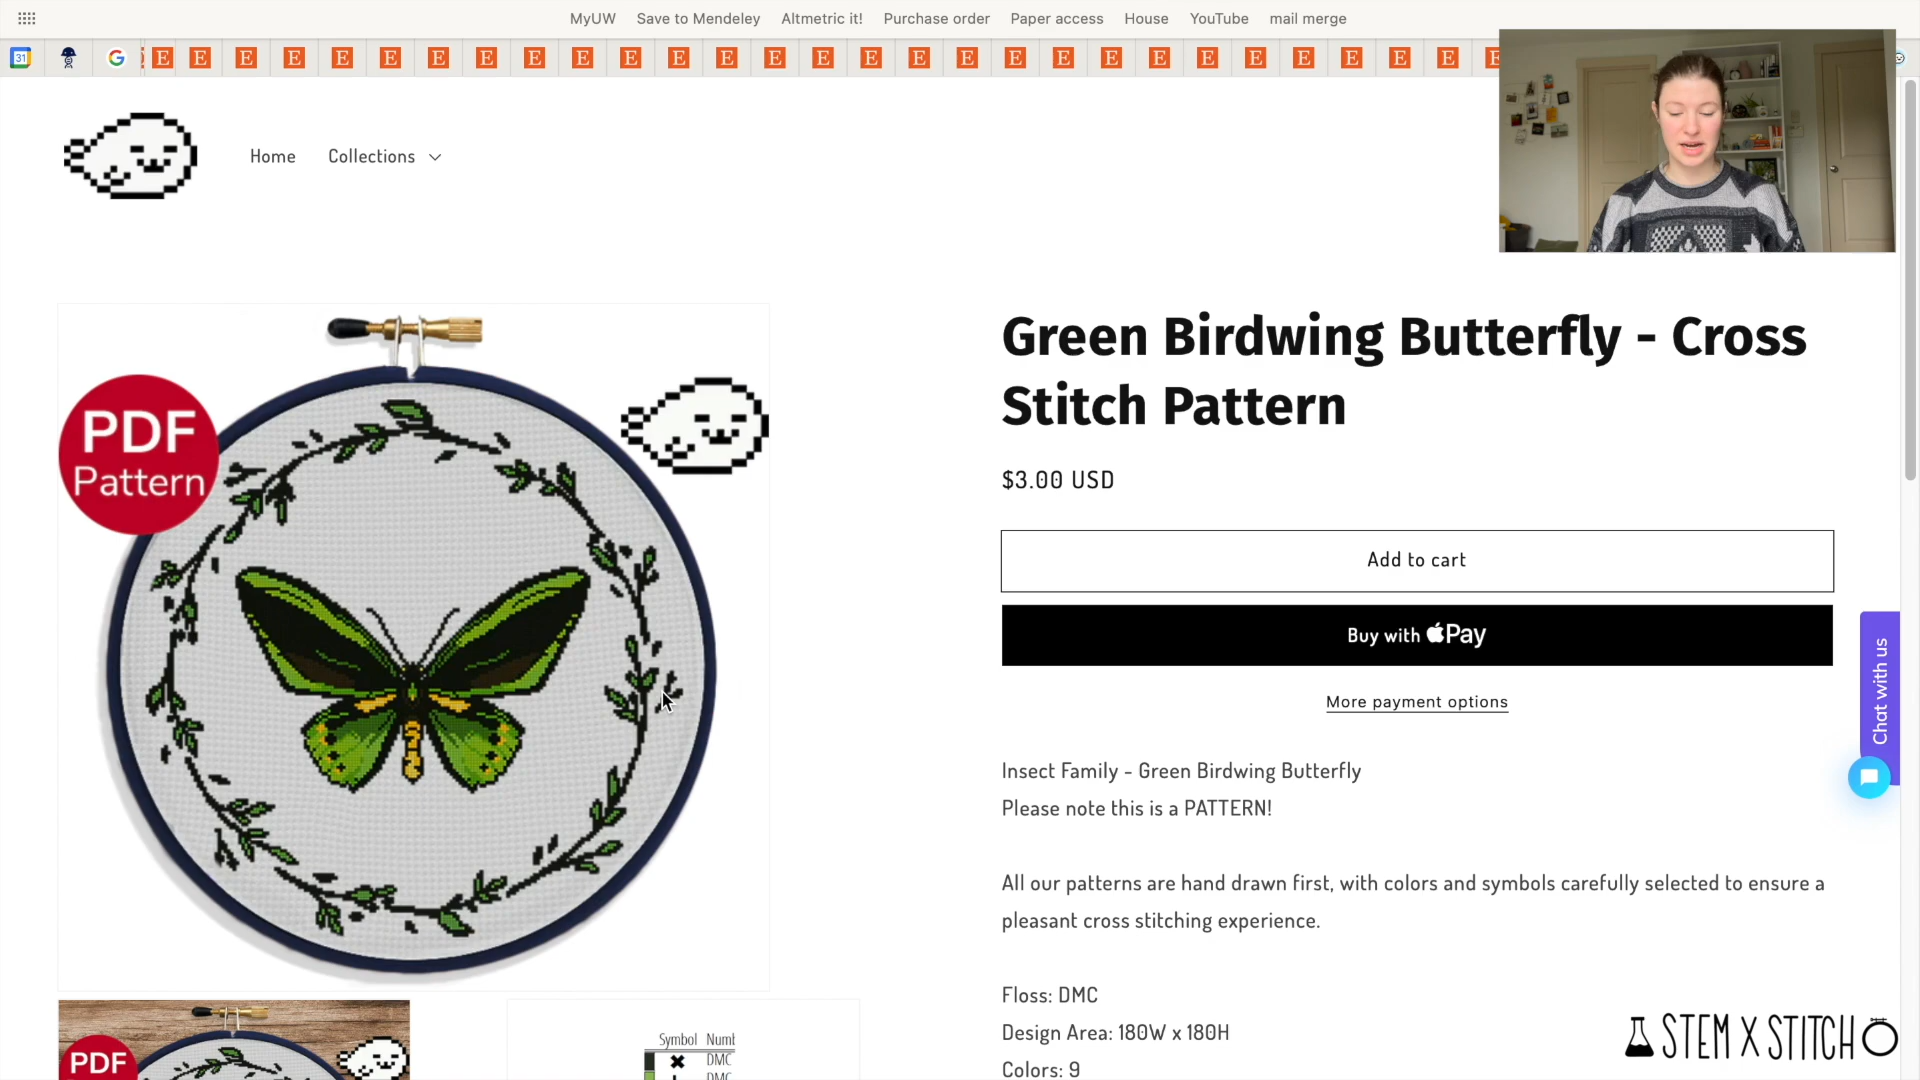 MyUW Save to Mendeley Altmetric it! Purchase order Paper access House YouTube mail merge
31 G E E E E E E E E E E E E E E E E E E E E E E E E E E E E E
Home Collections
PDF
Pattern
Green Birdwing Butterfly - Cross
Stitch Pattern
$3.00 USD
Add to cart
Buy with Pay
More payment options
Chat with us
Insect Family - Green Birdwing Butterfly
Please note this is a PATTERN!
All our patterns are hand drawn first, with colors and symbols carefully selected to ensure a
pleasant cross stitching experience.
Floss: DMC
Design Area: 180W x 180H
Colors: 9
PDF
Symbol Numb
DMC
DMC
STEM X STITCH